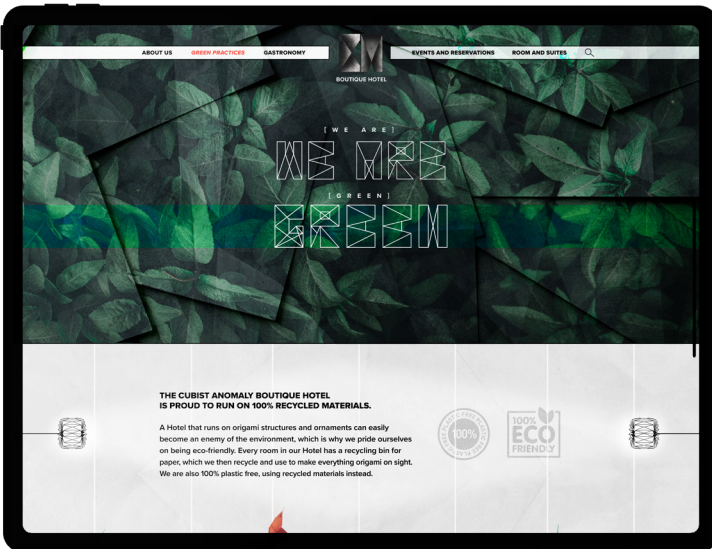 ABOUT US GREEN PRACTICES GASTRONOMY EVENTS AND RESERVATIONS ROOM AND SUITES
BOUTIQUE HOTEL
[WE ARE]
WE ARE
[GREEN]
GREEN
THE CUBIST ANOMALY BOUTIQUE HOTEL
IS PROUD TO RUN ON 100% RECYCLED MATERIALS.
A Hotel that runs on origami structures and ornaments can easily
become an enemy of the environment, which is why we pride ourselves
on being eco-friendly. Every room in our Hotel has a recycling bin for
paper, which we then recycle and use to make everything origami on sight.
We are also 100% plastic free, using recycled materials instead.
100%
100%
ECO
FRIENDLY